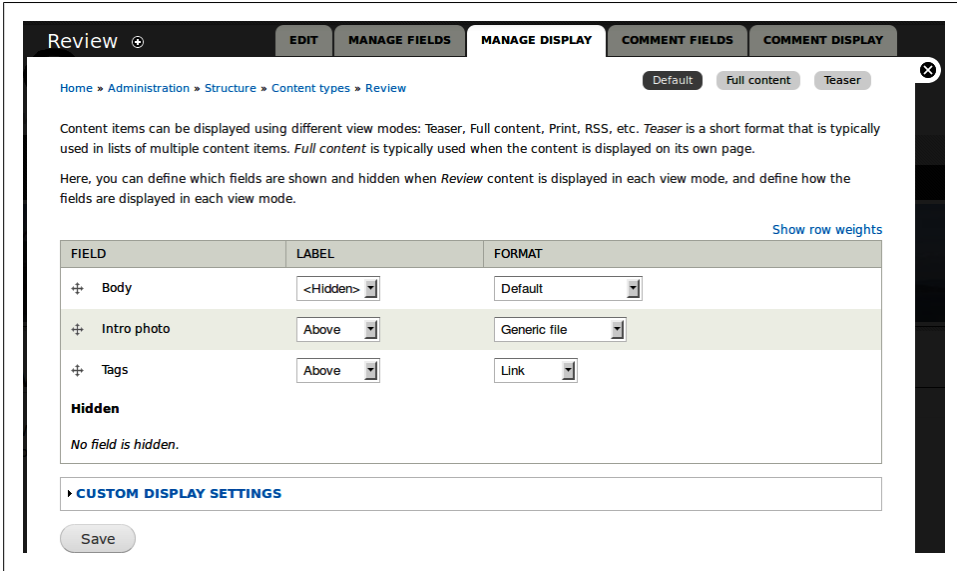 Review
EDIT MANAGE FIELDS MANAGE DISPLAY COMMENT FIELDS COMMENT DISPLAY
Default Full content Teaser
Home » Administration » Structure » Content types » Review
Content items can be displayed using different view modes: Teaser, Full content, Print, RSS, etc. Teaser is a short format that is typically
used in lists of multiple content items. Full content is typically used when the content is displayed on its own page.
Here, you can define which fields are shown and hidden when Review content is displayed in each view mode, and define how the
fields are displayed in each view mode.
Show row weights
FIELD LABEL FORMAT
Body <Hidden> Default
Intro photo Above Generic file
Tags Above Link
Hidden
No field is hidden.
CUSTOM DISPLAY SETTINGS
Save